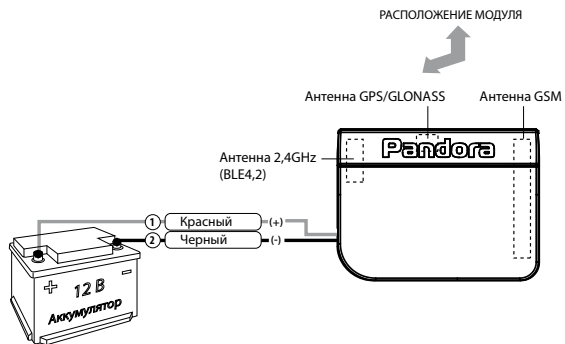 РАСПОЛОЖЕНИЕ МОДУЛЯ
Антенна GPS/GLONASS
Антенна GSM
Pandora
Антенна 2,4GHz
(BLE4,2)
1 Красный (+)
2 Черный (-)
+ −
12 В
Аккумулятор